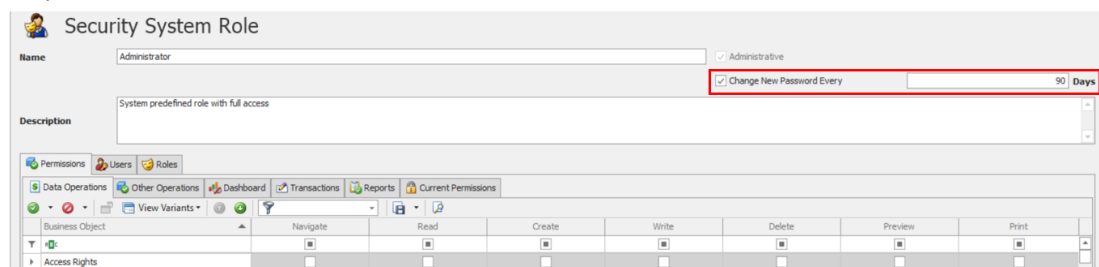 Security System Role
Name Administrator Administrative
Change New Password Every 90 Days
Description System predefined role with full access
Permissions Users Roles
Data Operations Other Operations Dashboard Transactions Reports Current Permissions
View Variants
Business Object Navigate Read Create Write Delete Preview Print
Access Rights